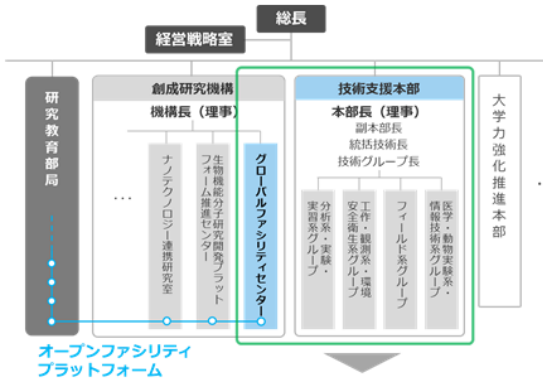 総長
経営戦略室
研究教育部局
創成研究機構
機構長（理事）
…
ナノテクノロジー連携研究室
生物機能分子研究開発プラット
フォーム推進センター
グローバルファシリティセンター
技術支援本部
本部長（理事）
副本部長
統括技術長
技術グループ長
分析系・実験・
実習系グループ
工作・観測系・環境
安全衛生系グループ
フィールド系グループ
医学・動物実験系・
情報技術系グループ
大学力強化推進本部
オープンファシリティ
プラットフォーム